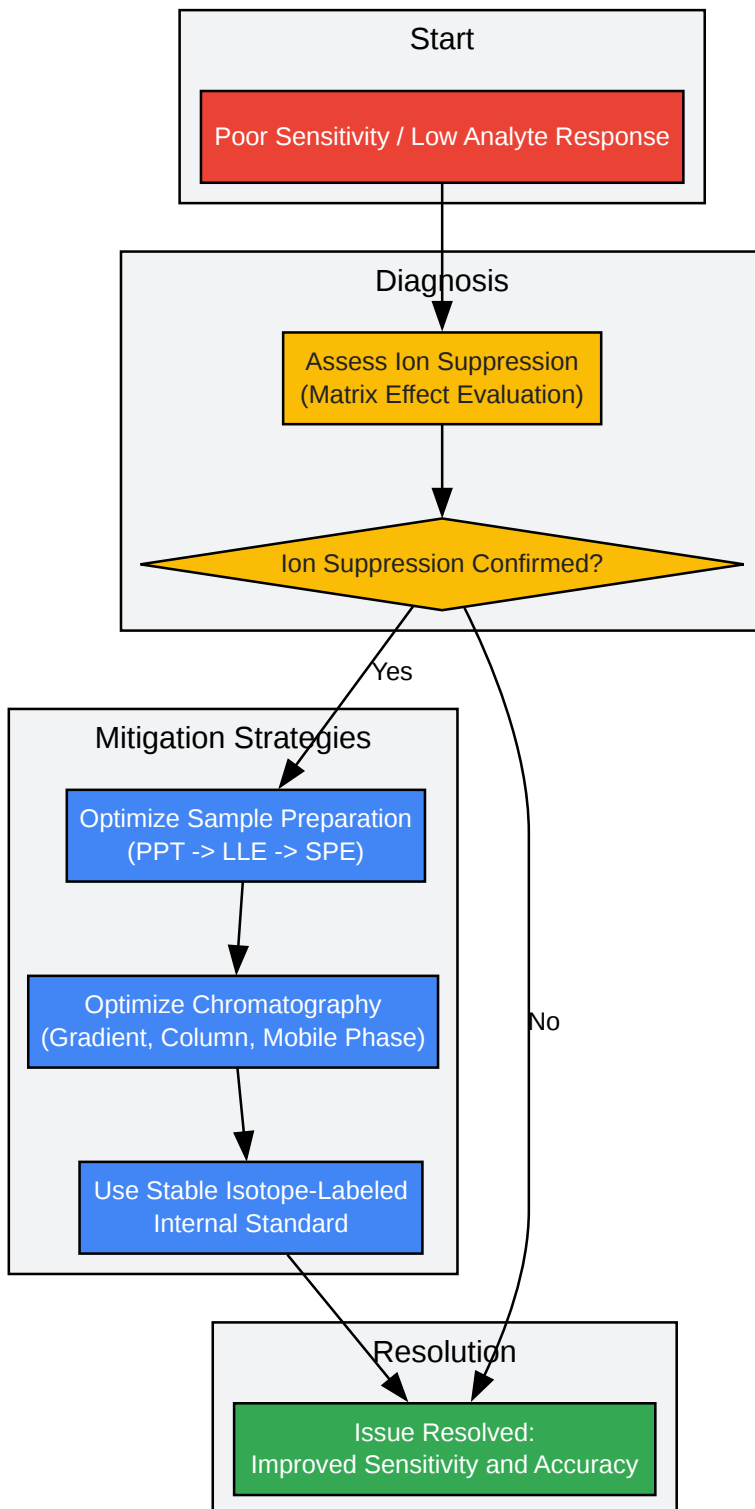 Start
Poor Sensitivity / Low Analyte Response
Diagnosis
Assess Ion Suppression
(Matrix Effect Evaluation)
Ion Suppression Confirmed?
Yes
Mitigation Strategies
Optimize Sample Preparation
(PPT -> LLE -> SPE)
Optimize Chromatography
(Gradient, Column, Mobile Phase)
No
Use Stable Isotope-Labeled
Internal Standard
Resolution
Issue Resolved:
Improved Sensitivity and Accuracy